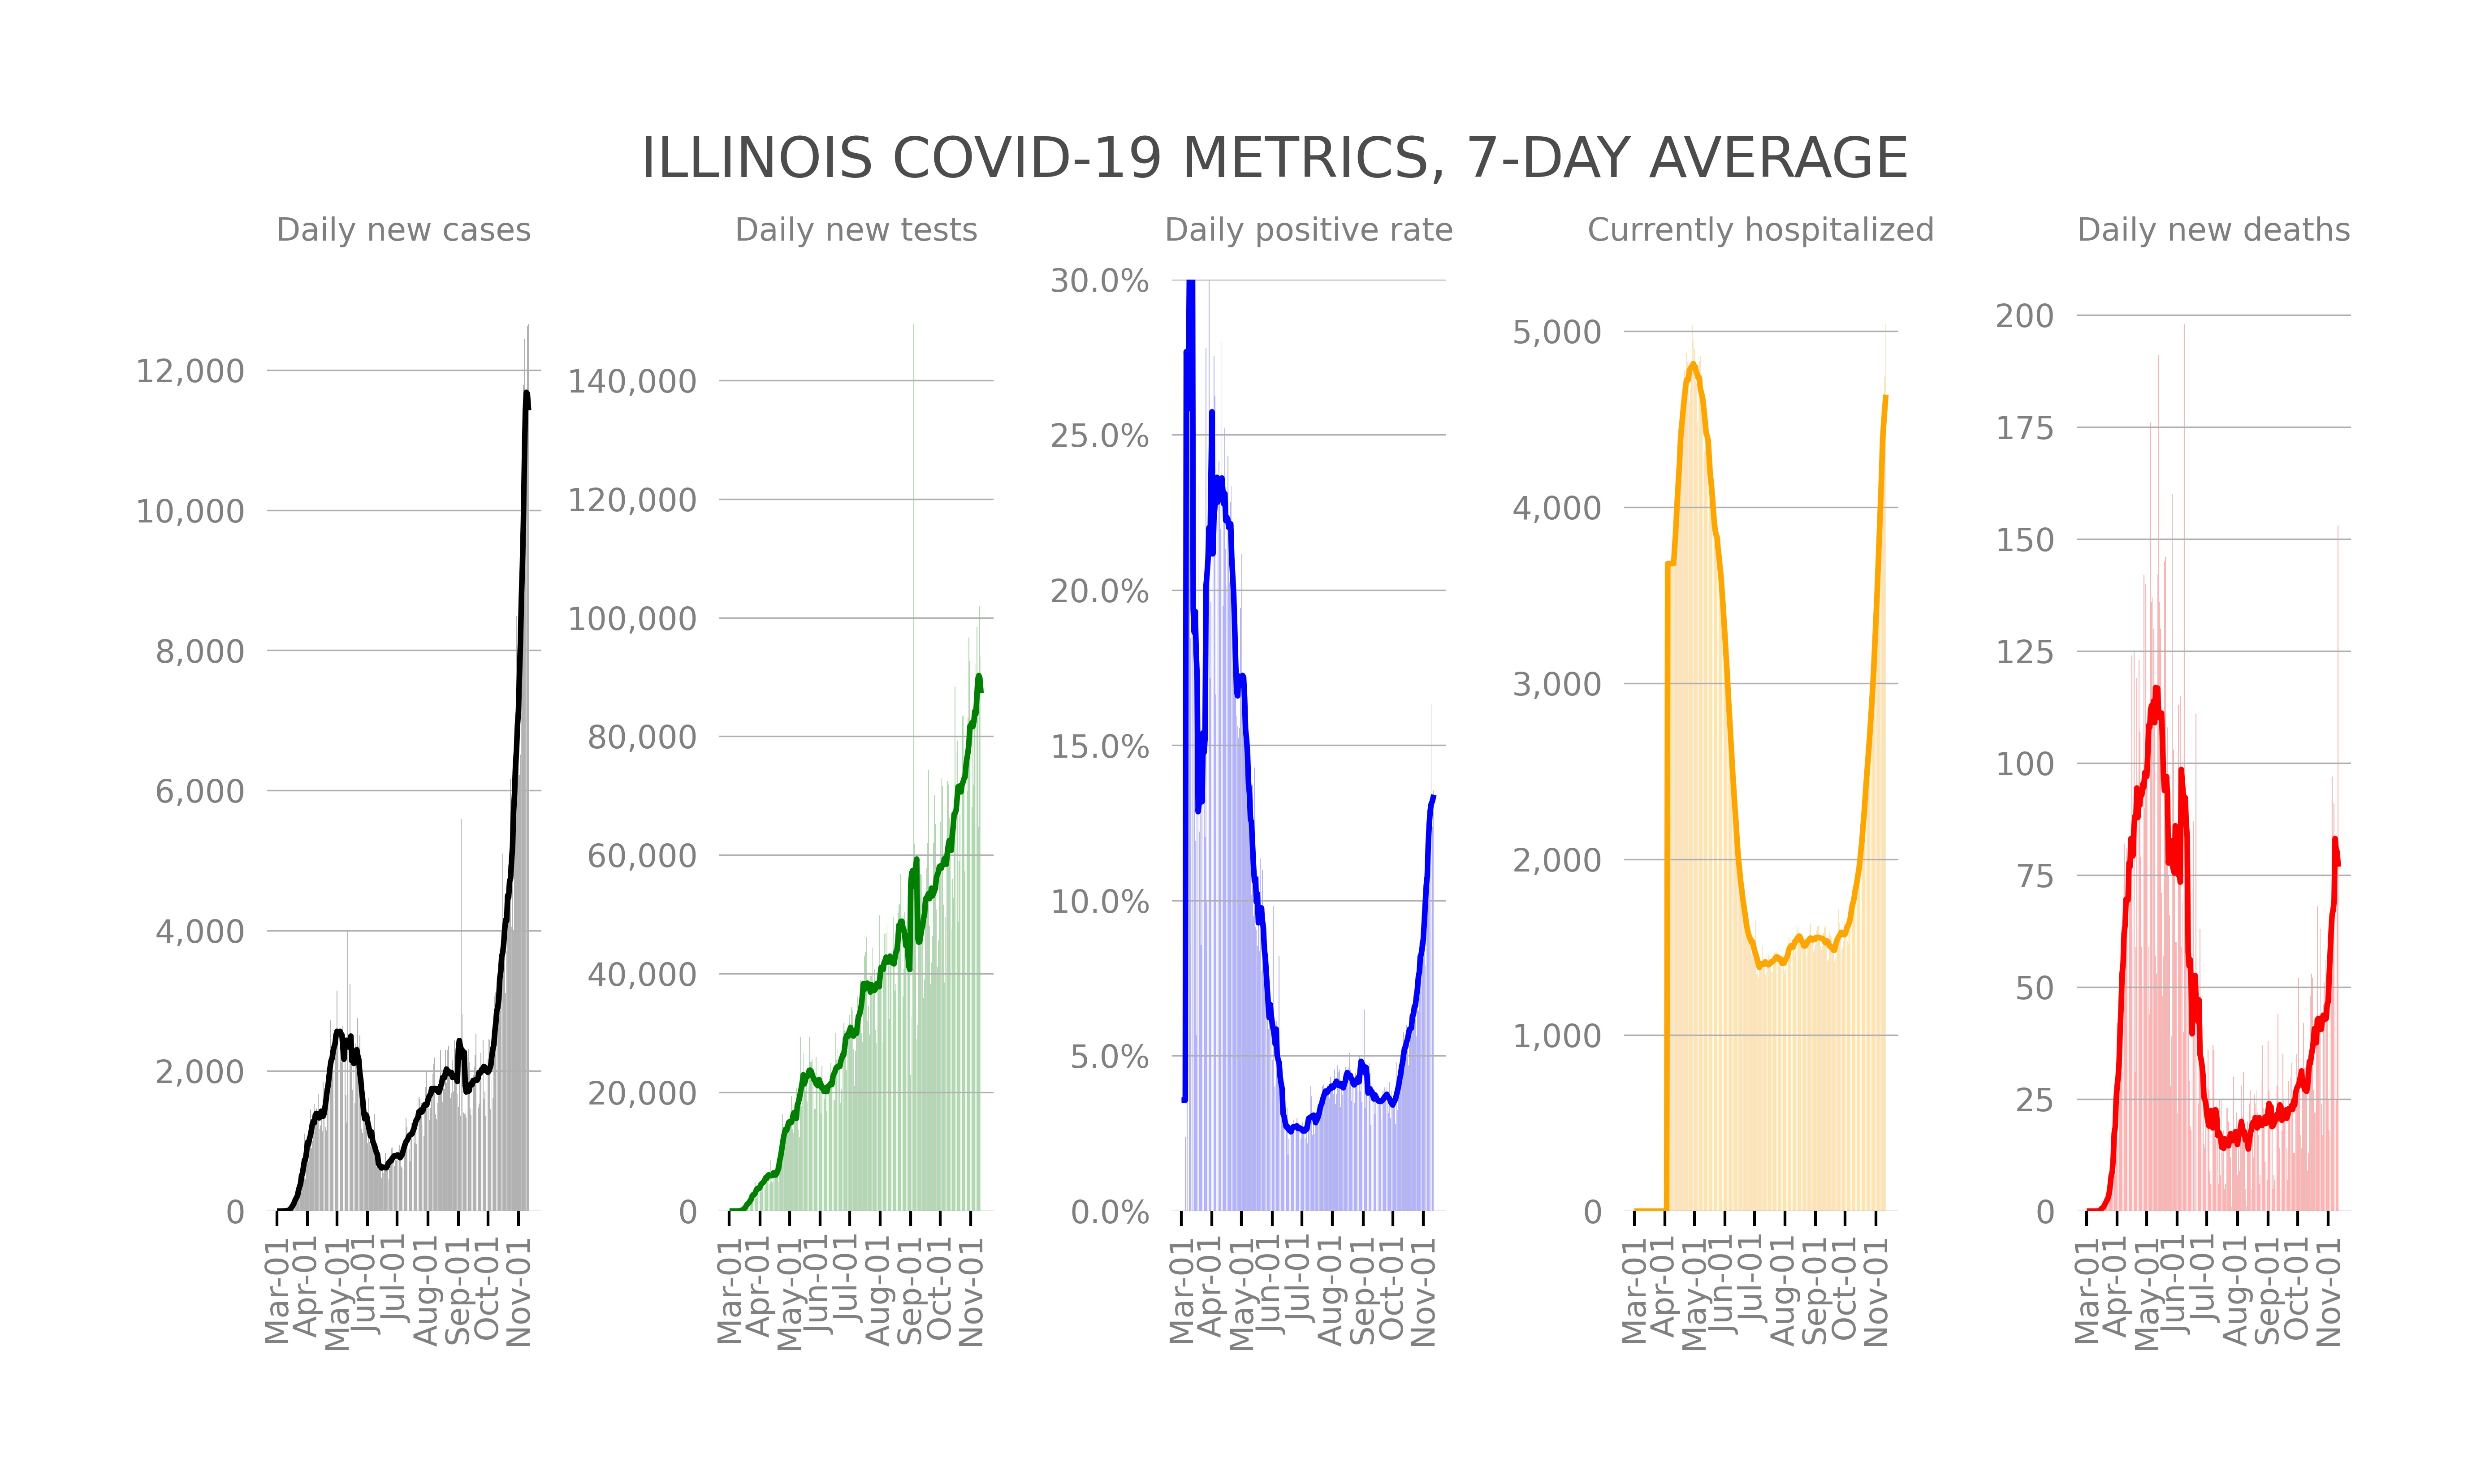 ILLINOIS COVID-19 METRICS, 7-DAY AVERAGE
Daily new cases
12,000
10,000
8,000
6,000
4,000
2,000
0
Mar-01
Apr-01
May-01
Jun-01
Jul-01
Aug-01
Sep-01
Oct-01
Nov-01
Daily new tests
140,000
120,000
100,000
80,000
60,000
40,000
20,000
0
Mar-01
Apr-01
May-01
Jun-01
Jul-01
Aug-01
Sep-01
Oct-01
Nov-01
Daily positive rate
30.0%
25.0%
20.0%
15.0%
10.0%
5.0%
0.0%
Mar-01
Apr-01
May-01
Jun-01
Jul-01
Aug-01
Sep-01
Oct-01
Nov-01
Currently hospitalized
5,000
4,000
3,000
2,000
1,000
0
Mar-01
Apr-01
May-01
Jun-01
Jul-01
Aug-01
Sep-01
Oct-01
Nov-01
Daily new deaths
200
175
150
125
100
75
50
25
0
Mar-01
Apr-01
May-01
Jun-01
Jul-01
Aug-01
Sep-01
Oct-01
Nov-01